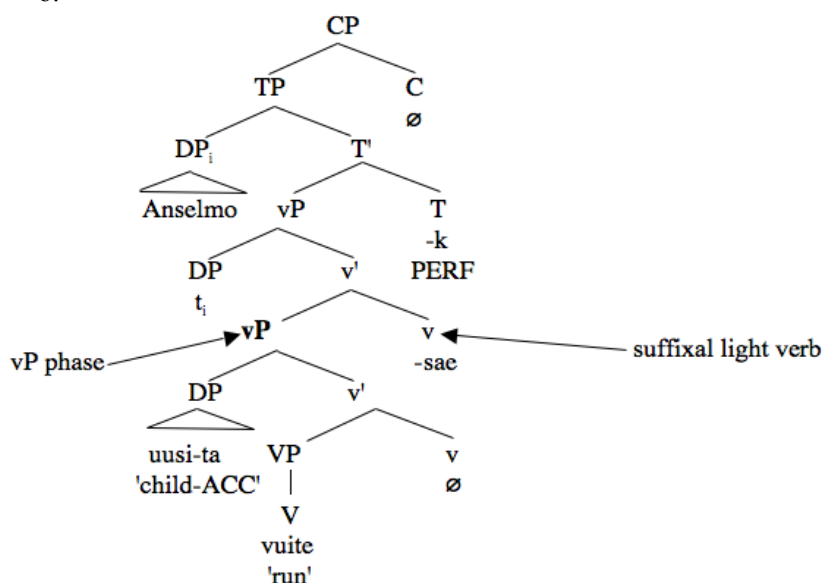 CP
TP C
∅
DPi T'
Anselmo vP T
-k
DP v' PERF
ti
vP v suffixal light verb
vP phase -sae
DP v'
uusi-ta VP v
'child-ACC' ∅
V
vuite
'run'